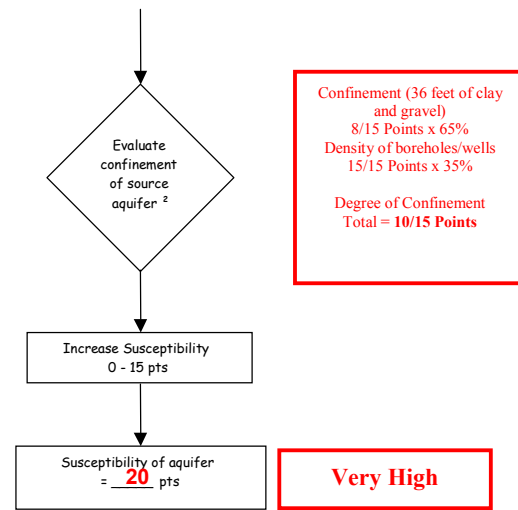 Evaluate
confinement
of source
aquifer ²
Confinement (36 feet of clay
and gravel)
8/15 Points x 65%
Density of boreholes/wells
15/15 Points x 35%
Degree of Confinement
Total = 10/15 Points
Increase Susceptibility
0 - 15 pts
Susceptibility of aquifer
= __20__ pts
Very High